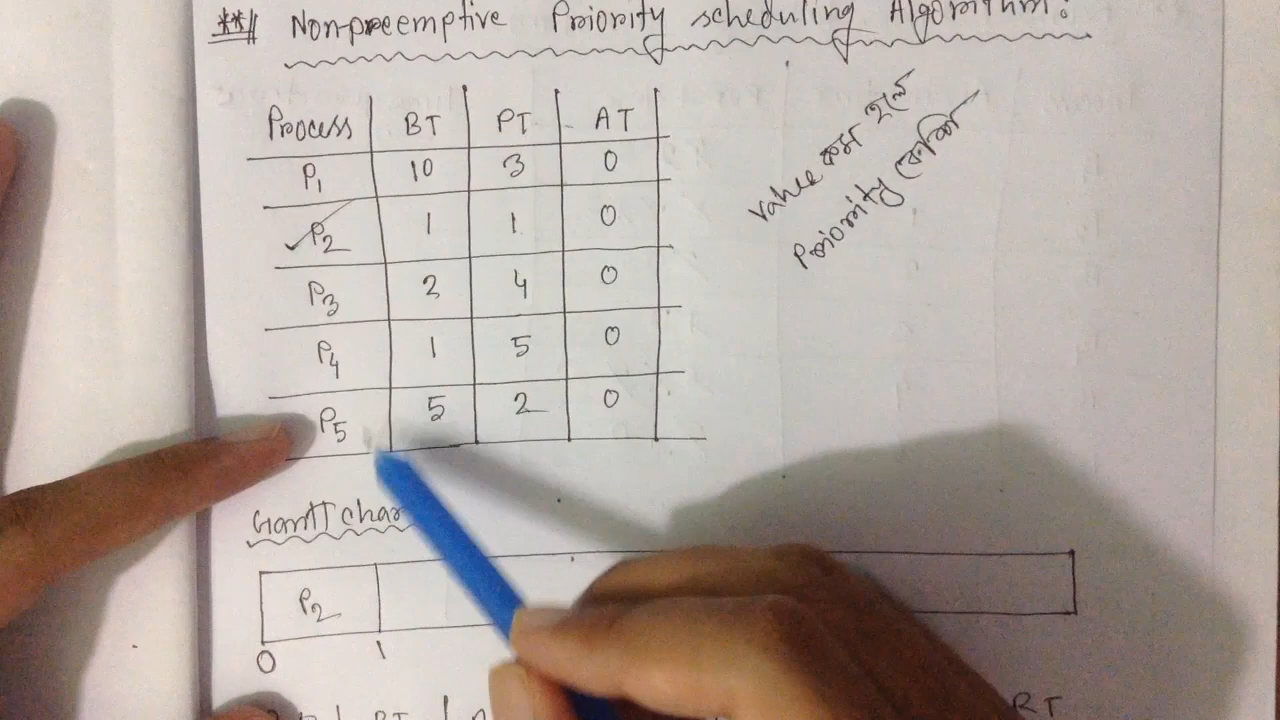 **// Non-preemptive Priority scheduling Algorithm:
Process BT PT AT
P1 10 3 0
P2 1 1 0
P3 2 4 0
P4 1 5 0
P5 5 2 0
value কম হলে
Priority বেশি
Gantt char
P2
0 1
BT
RT